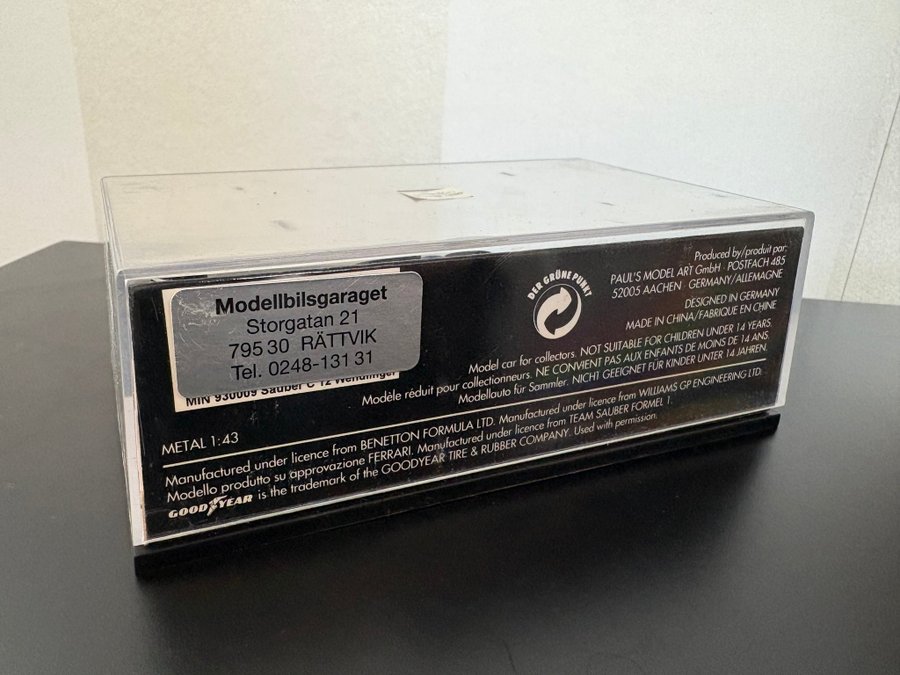 Modellbilsgaraget
Storgatan 21
795 30 RÄTTVIK
Tel. 0248-131 31
MIN 930009 Sauber C 12 Wendlinger
METAL 1:43
DER GRÜNE PUNKT
Produced by/produit par:
PAUL'S MODEL ART GmbH · POSTFACH 485
52005 AACHEN · GERMANY/ALLEMAGNE
DESIGNED IN GERMANY
MADE IN CHINA/FABRIQUE EN CHINE
Model car for collectors. NOT SUITABLE FOR CHILDREN UNDER 14 YEARS.
Modèle réduit pour collectionneurs. NE CONVIENT PAS AUX ENFANTS DE MOINS DE 14 ANS.
Modellauto für Sammler. NICHT GEEIGNET FÜR KINDER UNTER 14 JAHREN.
Manufactured under licence from BENETTON FORMULA LTD. Manufactured under licence from WILLIAMS GP ENGINEERING LTD.
Modello produtto su approvazione FERRARI. Manufactured under licence from TEAM SAUBER FORMEL 1.
GOODYEAR is the trademark of the GOODYEAR TIRE & RUBBER COMPANY. Used with permission.